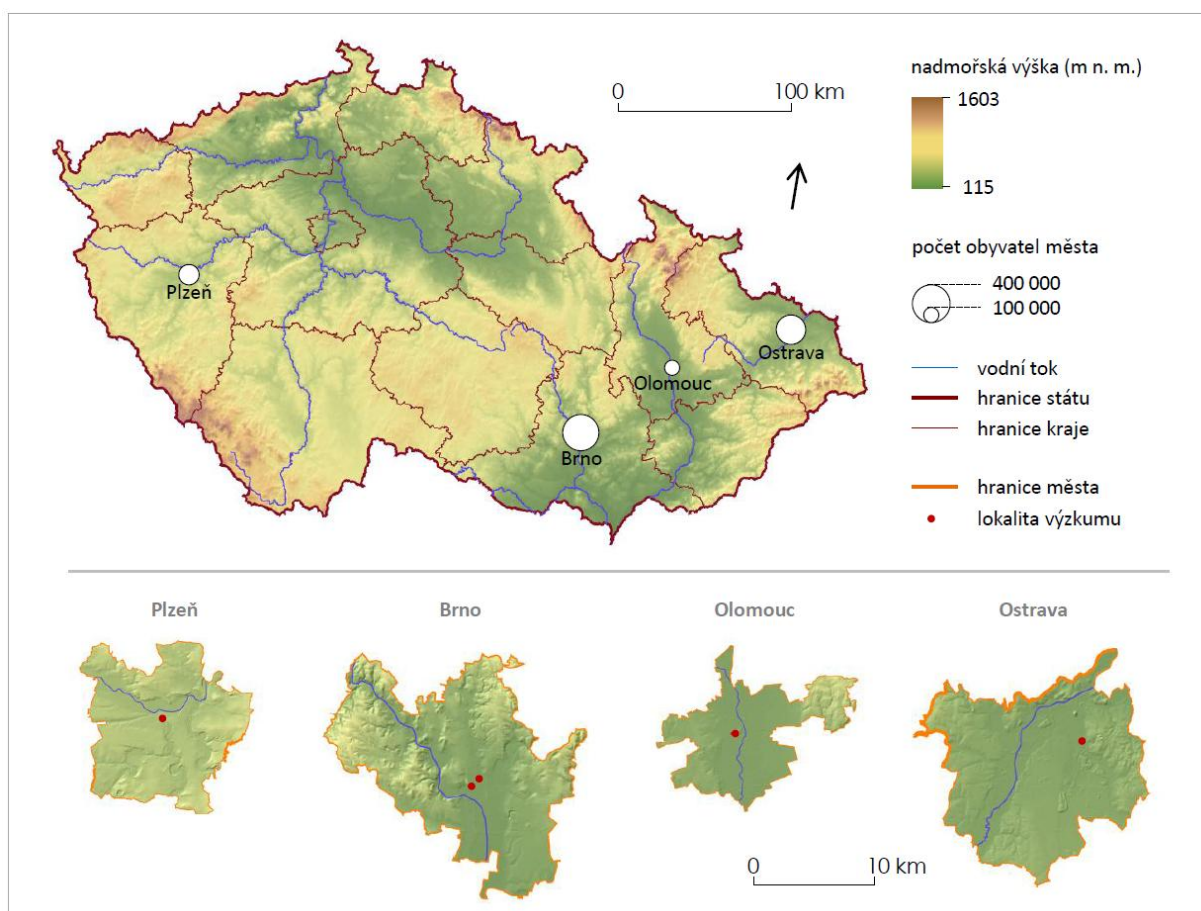 nadmořská výška (m n. m.)
1603
115
0 100 km
počet obyvatel města
400 000
100 000
Plzeň
Ostrava
Olomouc
Brno
vodní tok
hranice státu
hranice kraje
hranice města
lokalita výzkumu
Plzeň Brno Olomouc Ostrava
0 10 km